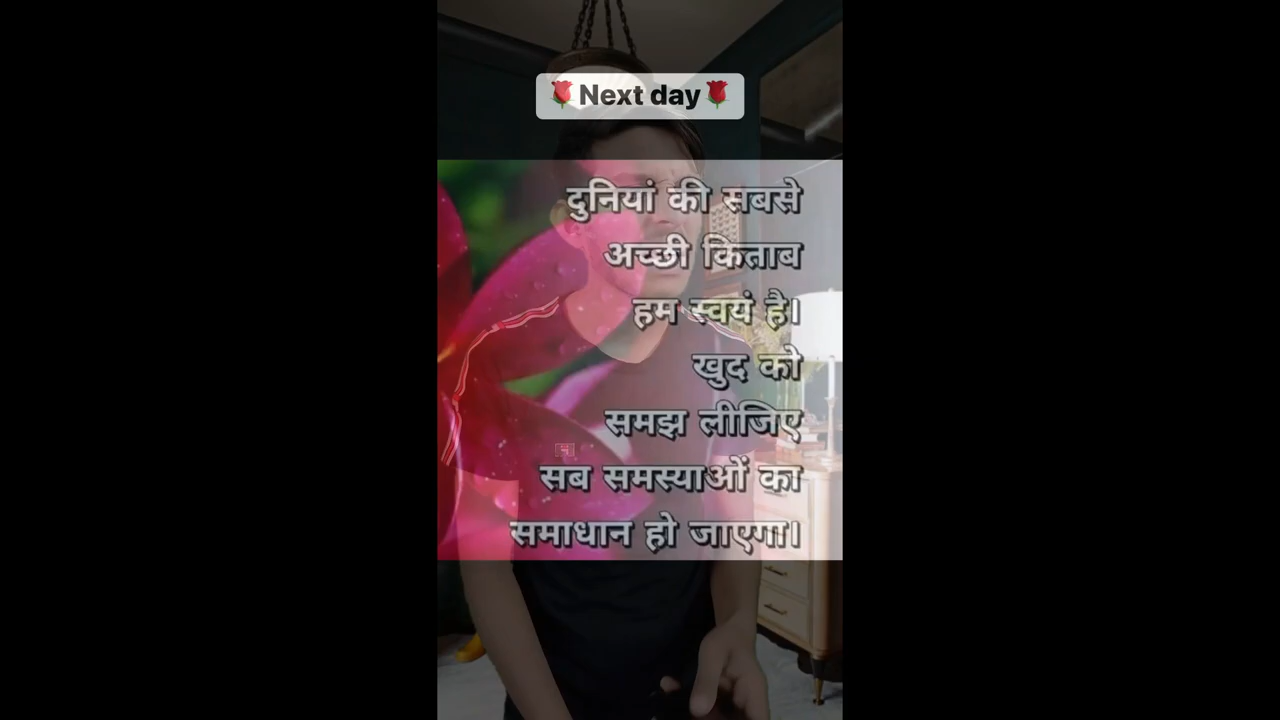 🌹Next day🌹
दुनियां की सबसे
अच्छी किताब
हम स्वयं है।
खुद को
समझ लीजिए
सब समस्याओं का
समाधान हो जाएगा।